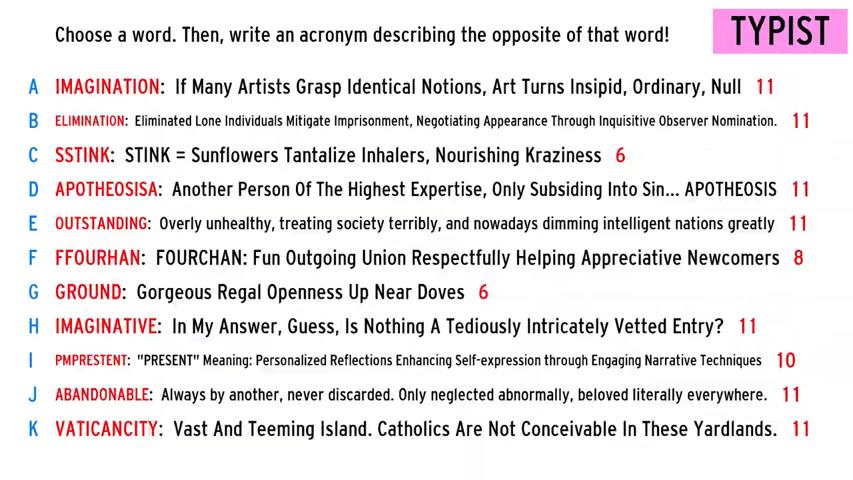 Choose a word. Then, write an acronym describing the opposite of that word!
TYPIST
A IMAGINATION: If Many Artists Grasp Identical Notions, Art Turns Insipid, Ordinary, Null 11
B ELIMINATION: Eliminated Lone Individuals Mitigate Imprisonment, Negotiating Appearance Through Inquisitive Observer Nomination. 11
C SSTINK: STINK = Sunflowers Tantalize Inhalers, Nourishing Kraziness 6
D APOTHEOSISA: Another Person Of The Highest Expertise, Only Subsiding Into Sin... APOTHEOSIS 11
E OUTSTANDING: Overly unhealthy, treating society terribly, and nowadays dimming intelligent nations greatly 11
F FFOURHAN: FOURCHAN: Fun Outgoing Union Respectfully Helping Appreciative Newcomers 8
G GROUND: Gorgeous Regal Openness Up Near Doves 6
H IMAGINATIVE: In My Answer, Guess, Is Nothing A Tediously Intricately Vetted Entry? 11
I PMPRESTENT: "PRESENT" Meaning: Personalized Reflections Enhancing Self-expression through Engaging Narrative Techniques 10
J ABANDONABLE: Always by another, never discarded. Only neglected abnormally, beloved literally everywhere. 11
K VATICANCITY: Vast And Teeming Island. Catholics Are Not Conceivable In These Yardlands. 11